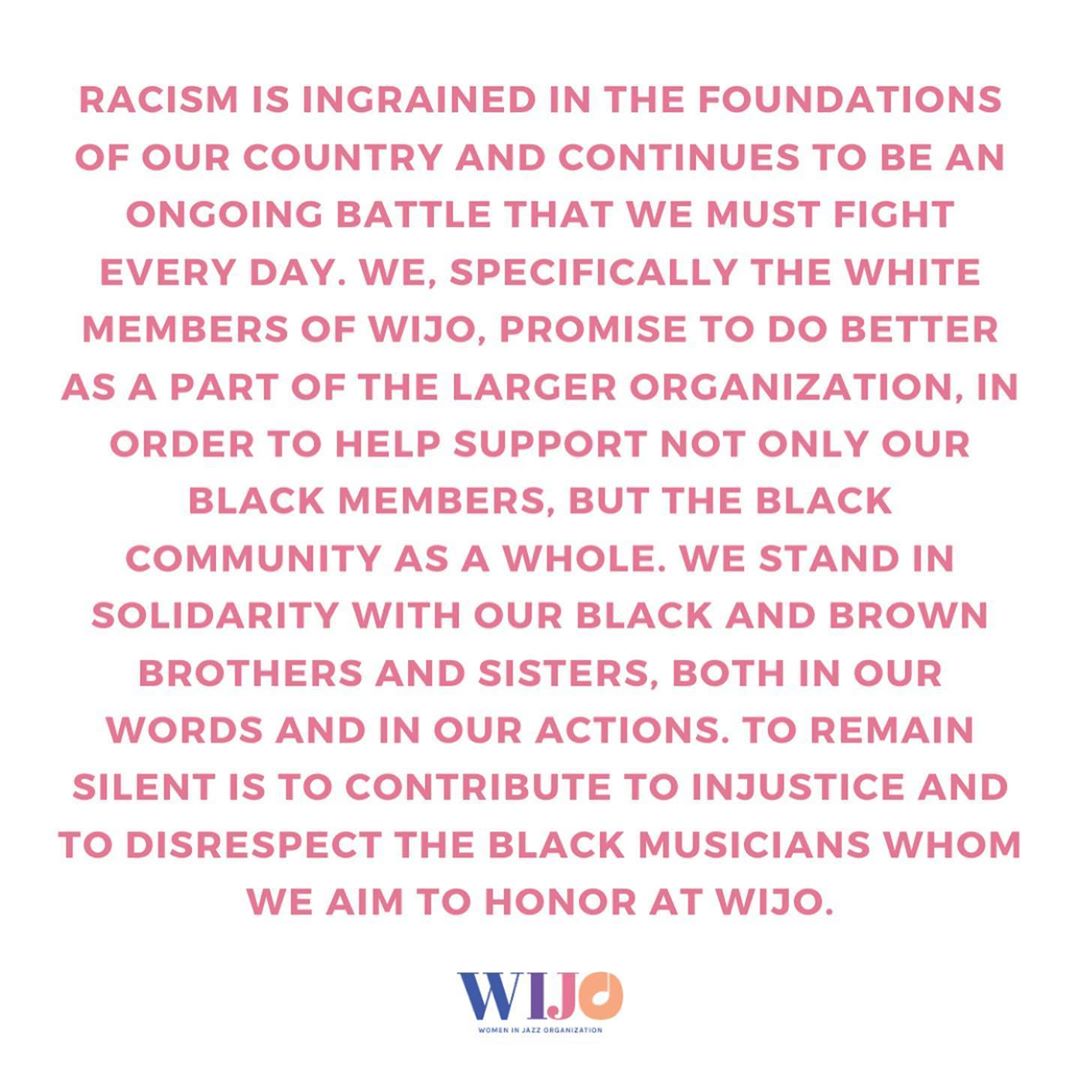 RACISM IS INGRAINED IN THE FOUNDATIONS
OF OUR COUNTRY AND CONTINUES TO BE AN
ONGOING BATTLE THAT WE MUST FIGHT
EVERY DAY. WE, SPECIFICALLY THE WHITE
MEMBERS OF WIJO, PROMISE TO DO BETTER
AS A PART OF THE LARGER ORGANIZATION, IN
ORDER TO HELP SUPPORT NOT ONLY OUR
BLACK MEMBERS, BUT THE BLACK
COMMUNITY AS A WHOLE. WE STAND IN
SOLIDARITY WITH OUR BLACK AND BROWN
BROTHERS AND SISTERS, BOTH IN OUR
WORDS AND IN OUR ACTIONS. TO REMAIN
SILENT IS TO CONTRIBUTE TO INJUSTICE AND
TO DISRESPECT THE BLACK MUSICIANS WHOM
WE AIM TO HONOR AT WIJO.
WIJO
WOMEN IN JAZZ ORGANIZATION